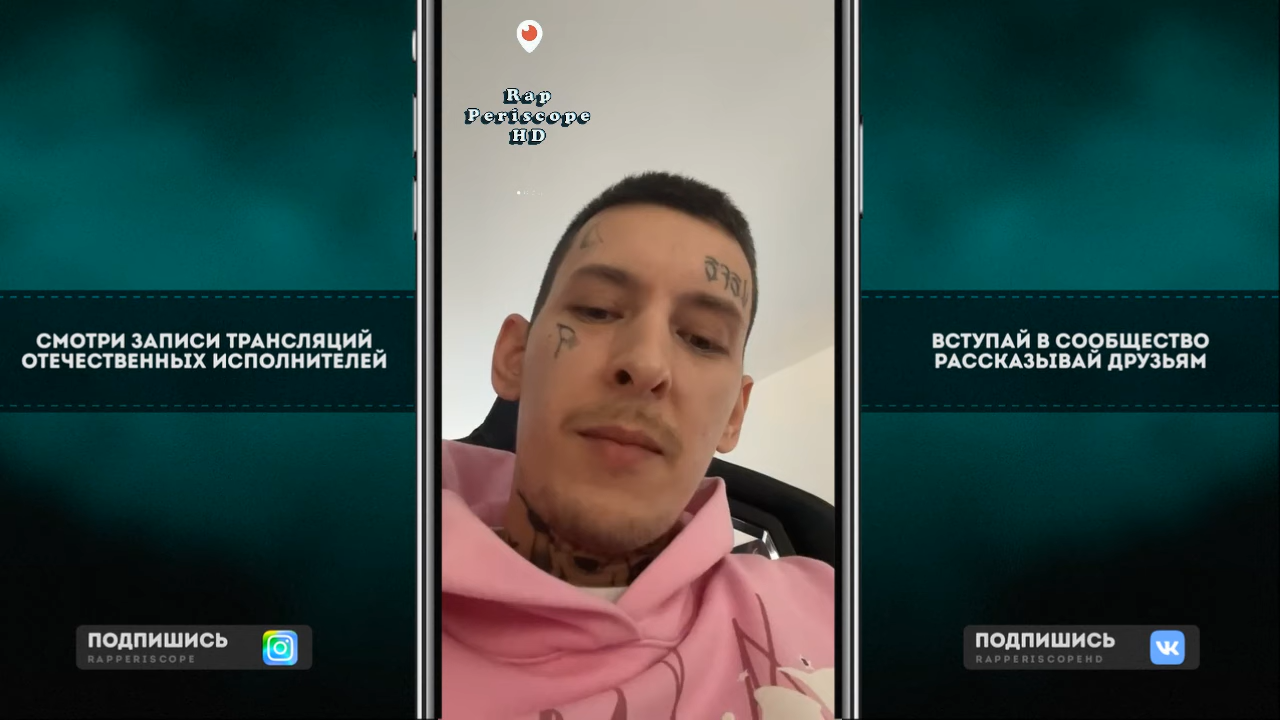 Rap
Periscope
HD
СМОТРИ ЗАПИСИ ТРАНСЛЯЦИЙ
ОТЕЧЕСТВЕННЫХ ИСПОЛНИТЕЛЕЙ
ВСТУПАЙ В СООБЩЕСТВО
РАССКАЗЫВАЙ ДРУЗЬЯМ
ПОДПИШИСЬ
RAPPERISCOPE
ПОДПИШИСЬ
RAPPERISCOPEHD